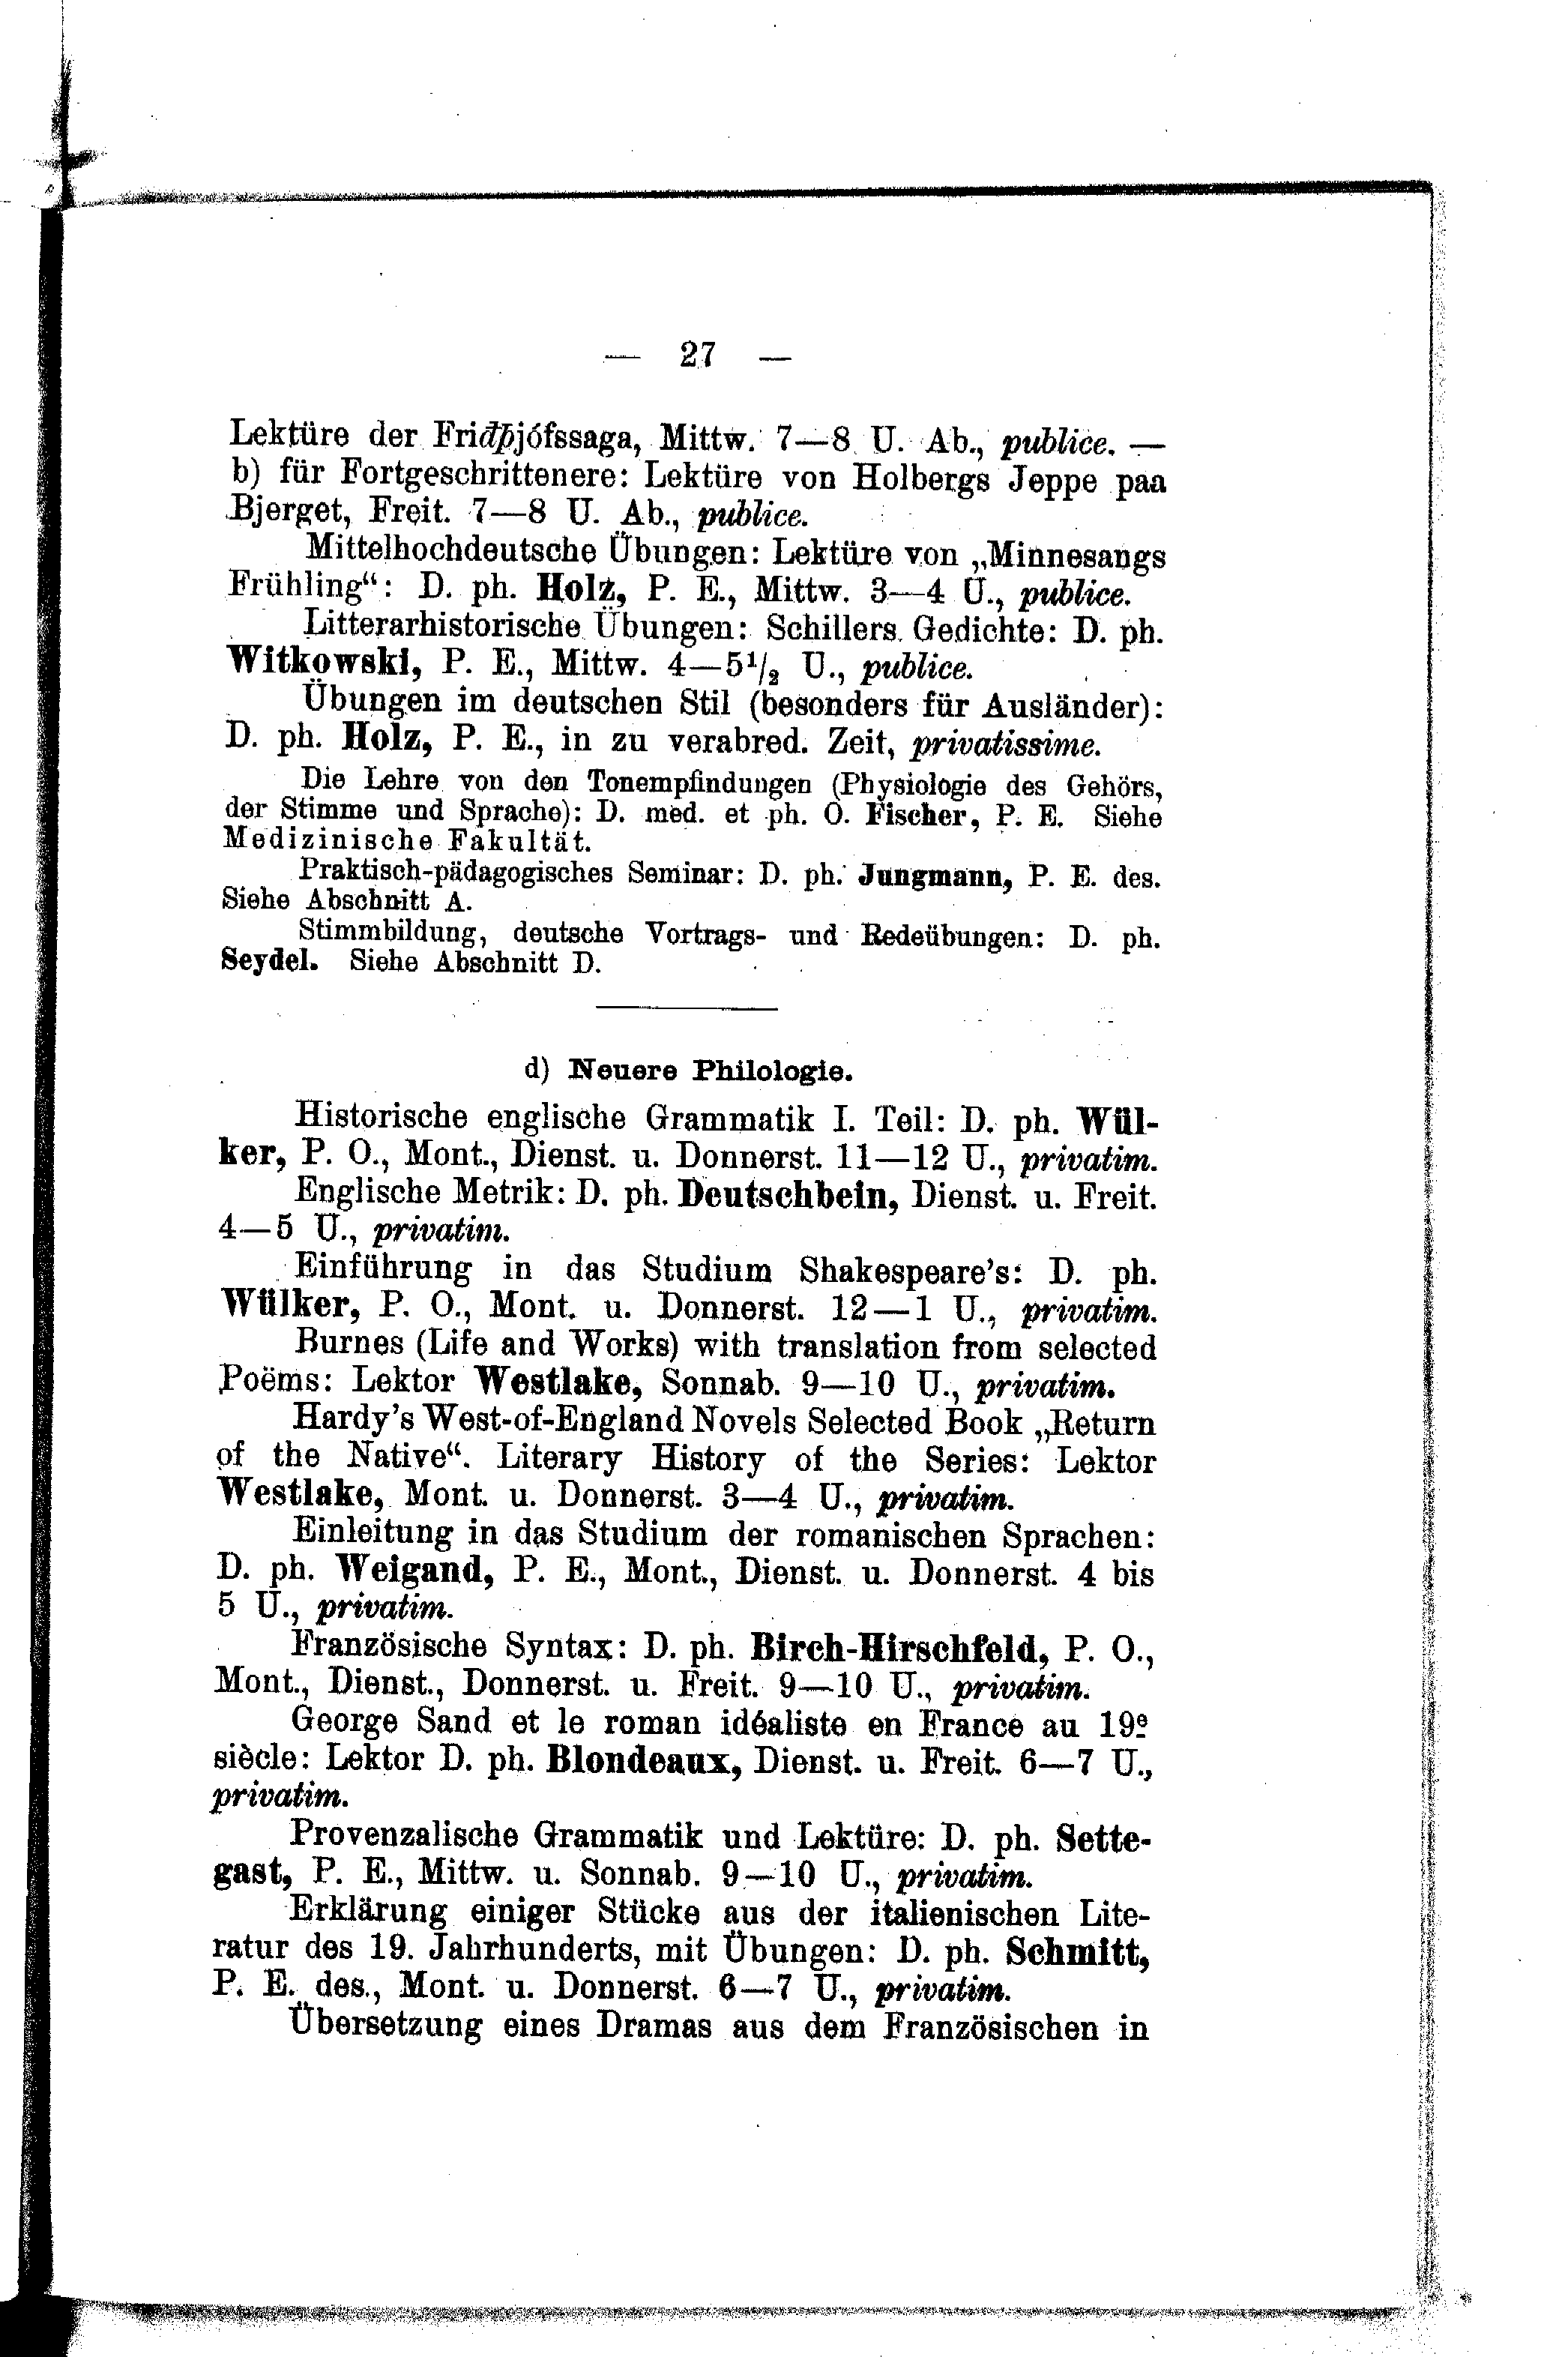 — 27 —
Lektüre der Fridþjófssaga, Mittw. 7—8 U. Ab., publice. —
b) für Fortgeschrittenere: Lektüre von Holbergs Jeppe paa
Bjerget, Freit. 7—8 U. Ab., publice.
Mittelhochdeutsche Übungen: Lektüre von „Minnesangs
Frühling“: D. ph. Holz, P. E., Mittw. 3—4 U., publice.
Litterarhistorische Übungen: Schillers Gedichte: D. ph.
Witkowski, P. E., Mittw. 4—5¹/₂ U., publice.
Übungen im deutschen Stil (besonders für Ausländer):
D. ph. Holz, P. E., in zu verabred. Zeit, privatissime.
Die Lehre von den Tonempfindungen (Physiologie des Gehörs,
der Stimme und Sprache): D. med. et ph. O. Fischer, P. E. Siehe
Medizinische Fakultät.
Praktisch-pädagogisches Seminar: D. ph. Jungmann, P. E. des.
Siehe Abschnitt A.
Stimmbildung, deutsche Vortrags- und Redeübungen: D. ph.
Seydel. Siehe Abschnitt D.
d) Neuere Philologie.
Historische englische Grammatik I. Teil: D. ph. Wül-
ker, P. O., Mont., Dienst. u. Donnerst. 11—12 U., privatim.
Englische Metrik: D. ph. Deutschbein, Dienst. u. Freit.
4—5 U., privatim.
Einführung in das Studium Shakespeare's: D. ph.
Wülker, P. O., Mont. u. Donnerst. 12—1 U., privatim.
Burnes (Life and Works) with translation from selected
Poëms: Lektor Westlake, Sonnab. 9—10 U., privatim.
Hardy's West-of-England Novels Selected Book „Return
of the Native“. Literary History of the Series: Lektor
Westlake, Mont. u. Donnerst. 3—4 U., privatim.
Einleitung in das Studium der romanischen Sprachen:
D. ph. Weigand, P. E., Mont., Dienst. u. Donnerst. 4 bis
5 U., privatim.
Französische Syntax: D. ph. Birch-Hirschfeld, P. O.,
Mont., Dienst., Donnerst. u. Freit. 9—10 U., privatim.
George Sand et le roman idéaliste en France au 19e
siècle: Lektor D. ph. Blondeaux, Dienst. u. Freit. 6—7 U.,
privatim.
Provenzalische Grammatik und Lektüre: D. ph. Sette-
gast, P. E., Mittw. u. Sonnab. 9—10 U., privatim.
Erklärung einiger Stücke aus der italienischen Lite-
ratur des 19. Jahrhunderts, mit Übungen: D. ph. Schmitt,
P. E. des., Mont. u. Donnerst. 6—7 U., privatim.
Übersetzung eines Dramas aus dem Französischen in